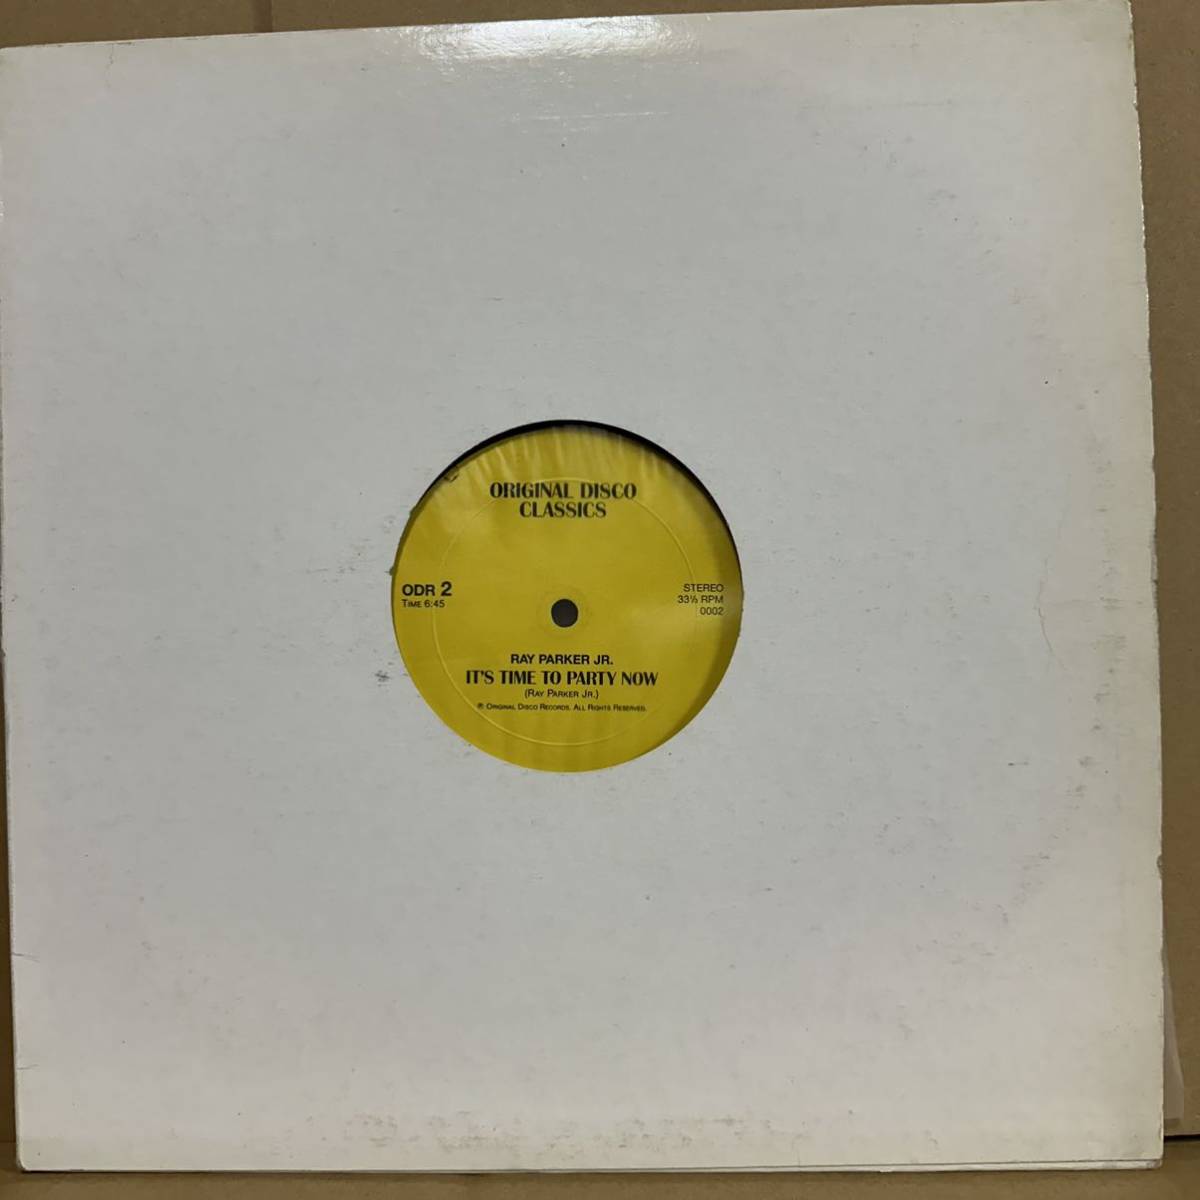 ORIGINAL DISCO
CLASSICS
ODR 2
TIME 6:45
STEREO
33⅓ RPM
0002
RAY PARKER JR.
IT'S TIME TO PARTY NOW
(RAY PARKER JR.)
℗ ORIGINAL DISCO RECORDS. ALL RIGHTS RESERVED.